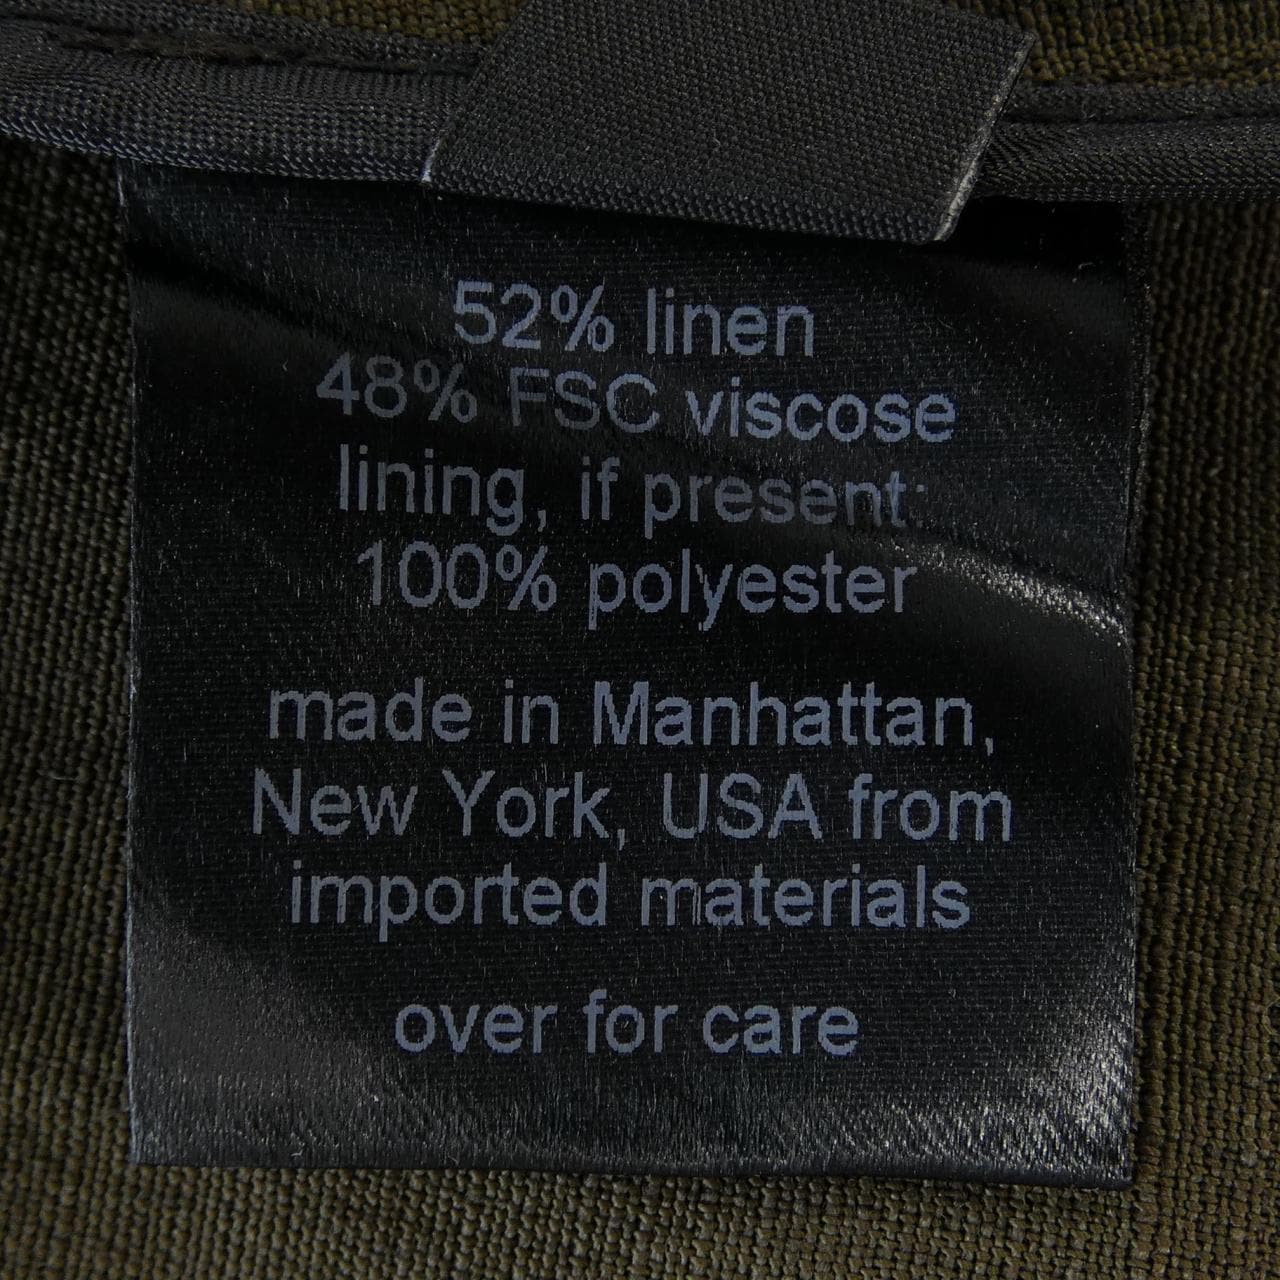 52% linen
48% FSC viscose
lining, if present:
100% polyester
made in Manhattan,
New York, USA from
imported materials
over for care